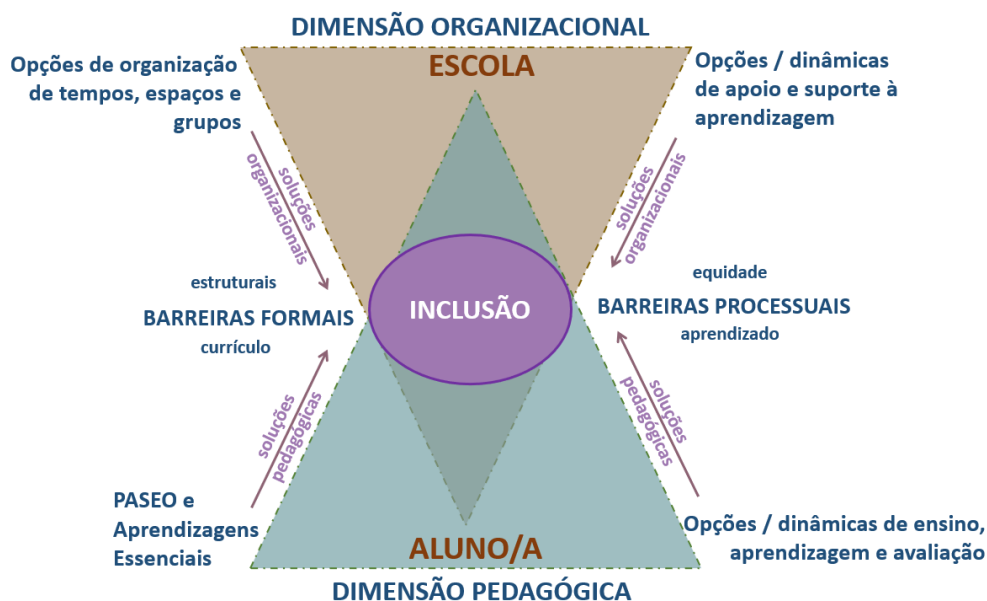 DIMENSÃO ORGANIZACIONAL
ESCOLA
Opções de organização
de tempos, espaços e
grupos
Opções / dinâmicas
de apoio e suporte à
aprendizagem
soluções
organizacionais
soluções
organizacionais
estruturais
BARREIRAS FORMAIS
currículo
INCLUSÃO
equidade
BARREIRAS PROCESSUAIS
aprendizado
soluções
pedagógicas
soluções
pedagógicas
PASEO e
Aprendizagens
Essenciais
Opções / dinâmicas de ensino,
aprendizagem e avaliação
ALUNO/A
DIMENSÃO PEDAGÓGICA